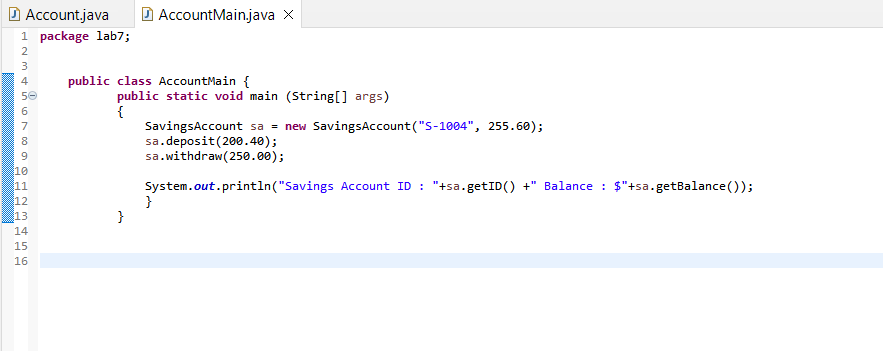 Account.java AccountMain.java
1 package lab7;
2
3
4 public class AccountMain {
5 public static void main (String[] args)
6 {
7 SavingsAccount sa = new SavingsAccount("S-1004", 255.60);
8 sa.deposit(200.40);
9 sa.withdraw(250.00);
10
11 System.out.println("Savings Account ID : "+sa.getID() +" Balance : $"+sa.getBalance());
12 }
13 }
14
15
16